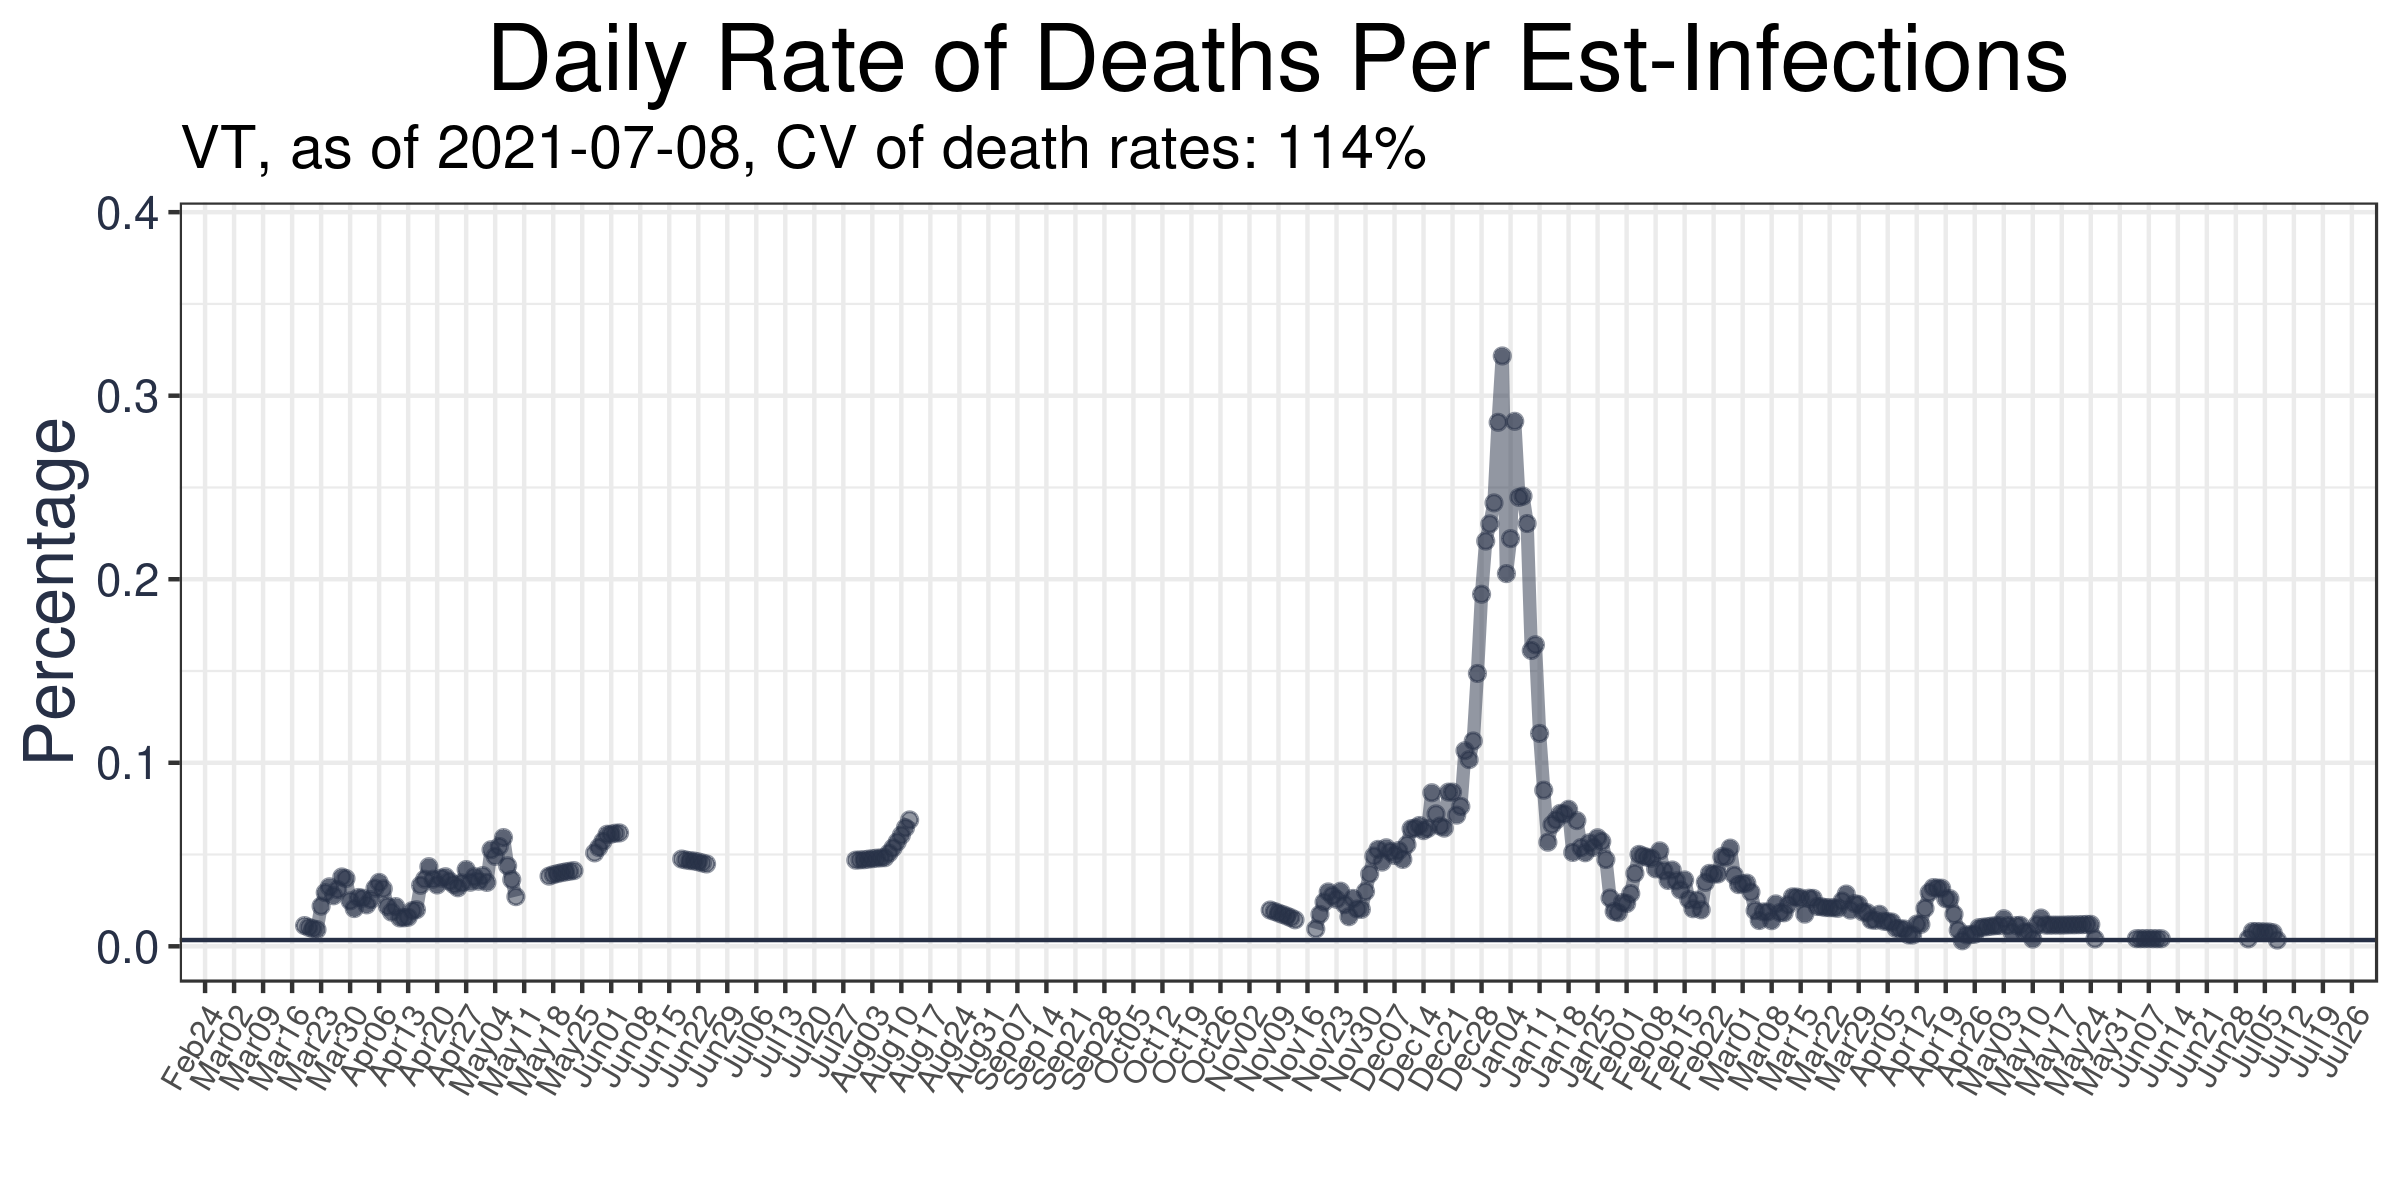 Daily Rate of Deaths Per Est-Infections
VT, as of 2021-07-08, CV of death rates: 114%
Percentage
0.4
0.3
0.2
0.1
0.0
Feb24
Mar02
Mar09
Mar16
Mar23
Mar30
Apr06
Apr13
Apr20
Apr27
May04
May11
May18
May25
Jun01
Jun08
Jun15
Jun22
Jun29
Jul06
Jul13
Jul20
Jul27
Aug03
Aug10
Aug17
Aug24
Aug31
Sep07
Sep14
Sep21
Sep28
Oct05
Oct12
Oct19
Oct26
Nov02
Nov09
Nov16
Nov23
Nov30
Dec07
Dec14
Dec21
Dec28
Jan04
Jan11
Jan18
Jan25
Feb01
Feb08
Feb15
Feb22
Mar01
Mar08
Mar15
Mar22
Mar29
Apr05
Apr12
Apr19
Apr26
May03
May10
May17
May24
May31
Jun07
Jun14
Jun21
Jun28
Jul05
Jul12
Jul19
Jul26